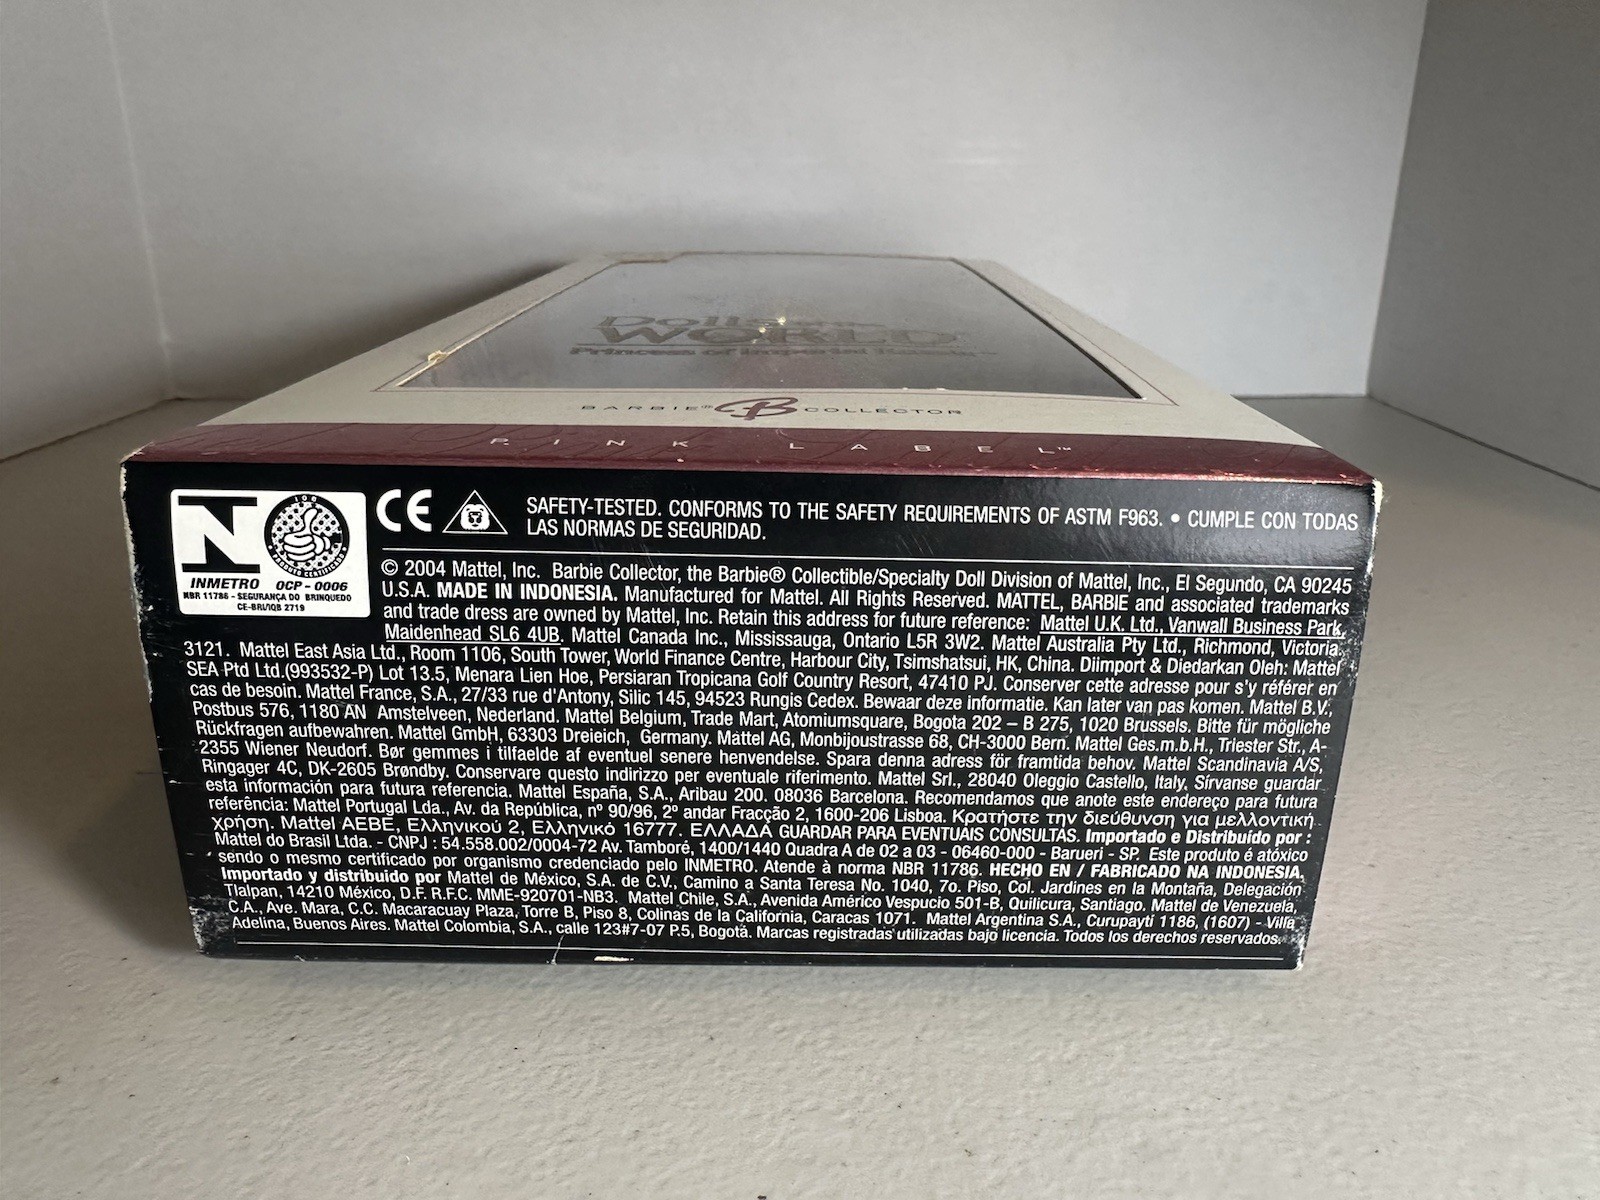 Dolls
WORLD
Princess of Imperial Russia
BARBIE® B COLLECTOR
PINK LABEL™
INMETRO OCP - 0006
NBR 11786 - SEGURANÇA DO BRINQUEDO
CE-BRI/IQB 2719
CE
SAFETY-TESTED. CONFORMS TO THE SAFETY REQUIREMENTS OF ASTM F963. • CUMPLE CON TODAS
LAS NORMAS DE SEGURIDAD.
© 2004 Mattel, Inc. Barbie Collector, the Barbie® Collectible/Specialty Doll Division of Mattel, Inc., El Segundo, CA 90245
U.S.A. MADE IN INDONESIA. Manufactured for Mattel. All Rights Reserved. MATTEL, BARBIE and associated trademarks
and trade dress are owned by Mattel, Inc. Retain this address for future reference: Mattel U.K. Ltd., Vanwall Business Park,
Maidenhead SL6 4UB. Mattel Canada Inc., Mississauga, Ontario L5R 3W2. Mattel Australia Pty Ltd., Richmond, Victoria.
3121. Mattel East Asia Ltd., Room 1106, South Tower, World Finance Centre, Harbour City, Tsimshatsui, HK, China. Diimport & Diedarkan Oleh: Mattel
SEA Ptd Ltd.(993532-P) Lot 13.5, Menara Lien Hoe, Persiaran Tropicana Golf Country Resort, 47410 PJ. Conserver cette adresse pour s'y référer en
cas de besoin. Mattel France, S.A., 27/33 rue d'Antony, Silic 145, 94523 Rungis Cedex. Bewaar deze informatie. Kan later van pas komen. Mattel B.V.,
Postbus 576, 1180 AN Amstelveen, Nederland. Mattel Belgium, Trade Mart, Atomiumsquare, Bogota 202 – B 275, 1020 Brussels. Bitte für mögliche
Rückfragen aufbewahren. Mattel GmbH, 63303 Dreieich, Germany. Mattel AG, Monbijoustrasse 68, CH-3000 Bern. Mattel Ges.m.b.H., Triester Str., A-
2355 Wiener Neudorf. Bør gemmes i tilfaelde af eventuel senere henvendelse. Spara denna adress för framtida behov. Mattel Scandinavia A/S,
Ringager 4C, DK-2605 Brøndby. Conservare questo indirizzo per eventuale riferimento. Mattel Srl., 28040 Oleggio Castello, Italy. Sírvanse guardar
esta información para futura referencia. Mattel España, S.A., Aribau 200. 08036 Barcelona. Recomendamos que anote este endereço para futura
referência: Mattel Portugal Lda., Av. da República, nº 90/96, 2º andar Fracção 2, 1600-206 Lisboa. Κρατήστε την διεύθυνση για μελλοντική
χρήση. Mattel ΑΕΒΕ, Ελληνικού 2, Ελληνικό 16777. ΕΛΛΑΔΑ GUARDAR PARA EVENTUAIS CONSULTAS. Importado e Distribuído por :
Mattel do Brasil Ltda. - CNPJ : 54.558.002/0004-72 Av. Tamboré, 1400/1440 Quadra A de 02 a 03 - 06460-000 - Barueri - SP. Este produto é atóxico
sendo o mesmo certificado por organismo credenciado pelo INMETRO. Atende à norma NBR 11786. HECHO EN / FABRICADO NA INDONESIA.
Importado y distribuido por Mattel de México, S.A. de C.V., Camino a Santa Teresa No. 1040, 7o. Piso, Col. Jardines en la Montaña, Delegación
Tlalpan, 14210 México, D.F. R.F.C. MME-920701-NB3. Mattel Chile, S.A., Avenida Américo Vespucio 501-B, Quilicura, Santiago. Mattel de Venezuela,
C.A., Ave. Mara, C.C. Macaracuay Plaza, Torre B, Piso 8, Colinas de la California, Caracas 1071. Mattel Argentina S.A., Curupaytí 1186, (1607) - Villa
Adelina, Buenos Aires. Mattel Colombia, S.A., calle 123#7-07 P.5, Bogotá. Marcas registradas utilizadas bajo licencia. Todos los derechos reservados.